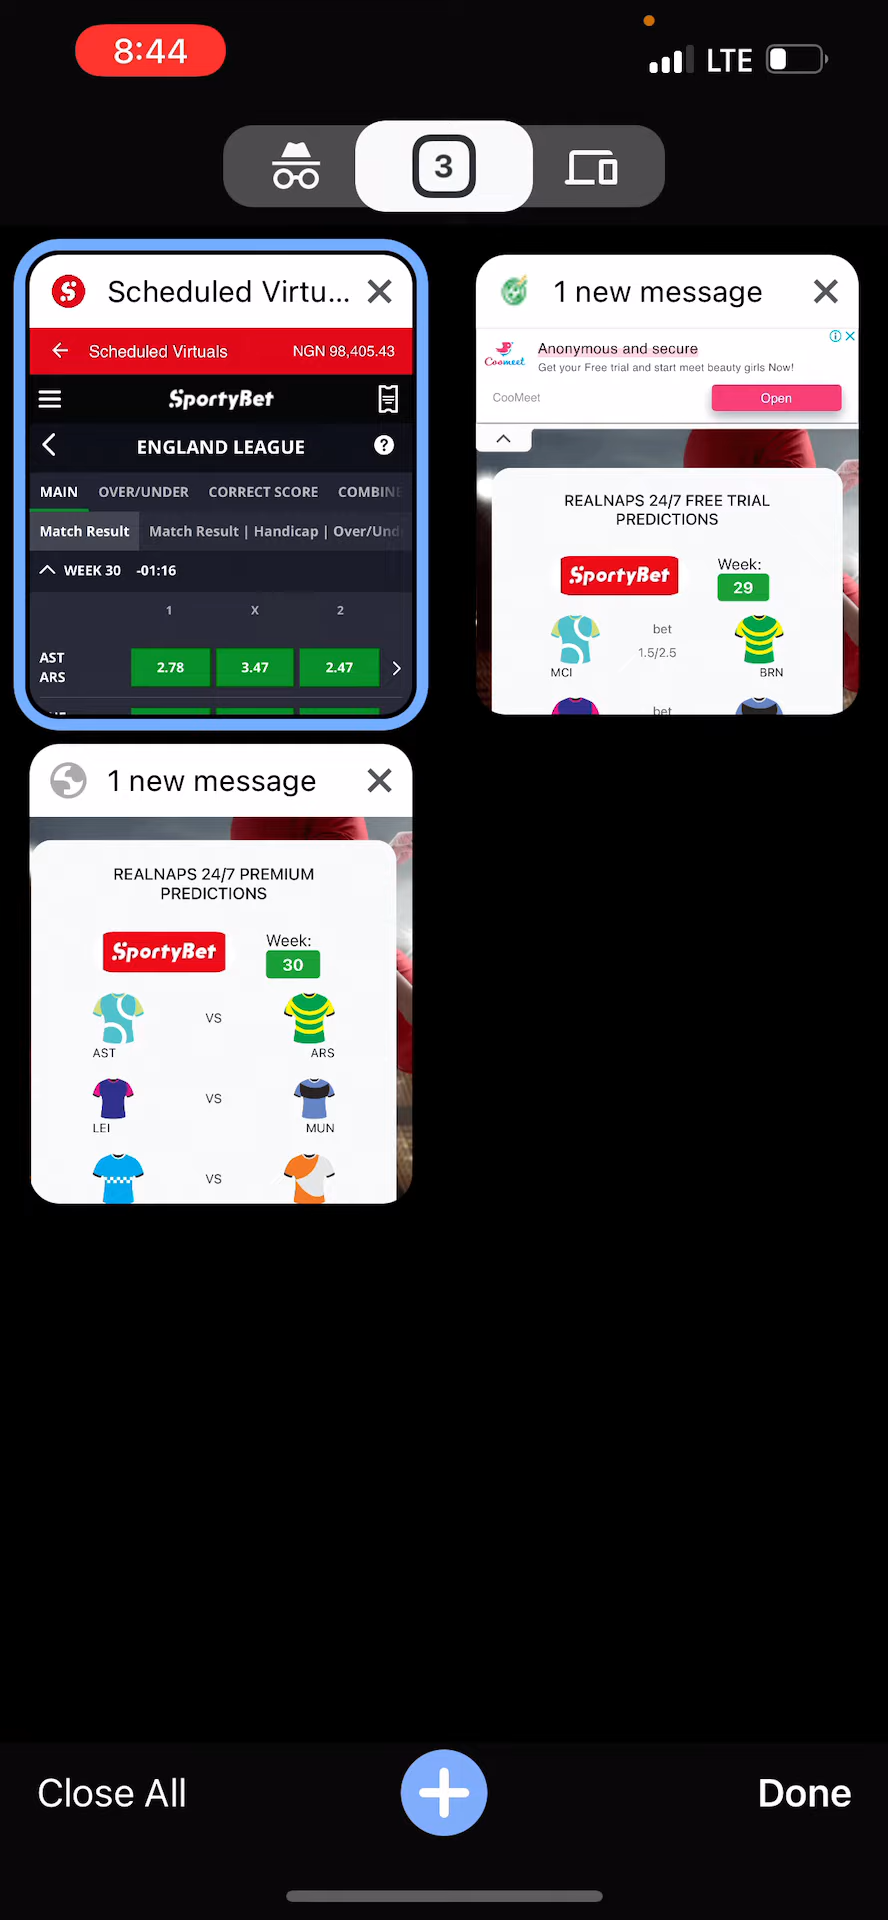 8:44
LTE
3
Scheduled Virtu...
Scheduled Virtuals NGN 98,405.43
SportyBet
ENGLAND LEAGUE ?
MAIN OVER/UNDER CORRECT SCORE COMBINE
Match Result Match Result | Handicap | Over/Und
WEEK 30 -01:16
1 X 2
AST
ARS
2.78 3.47 2.47
1 new message
CooMeet
Anonymous and secure
Get your Free trial and start meet beauty girls Now!
CooMeet
Open
REALNAPS 24/7 FREE TRIAL
PREDICTIONS
SportyBet
Week:
29
bet
1.5/2.5
MCI BRN
bet
1 new message
REALNAPS 24/7 PREMIUM
PREDICTIONS
SportyBet
Week:
30
VS
AST ARS
VS
LEI MUN
VS
Close All
Done